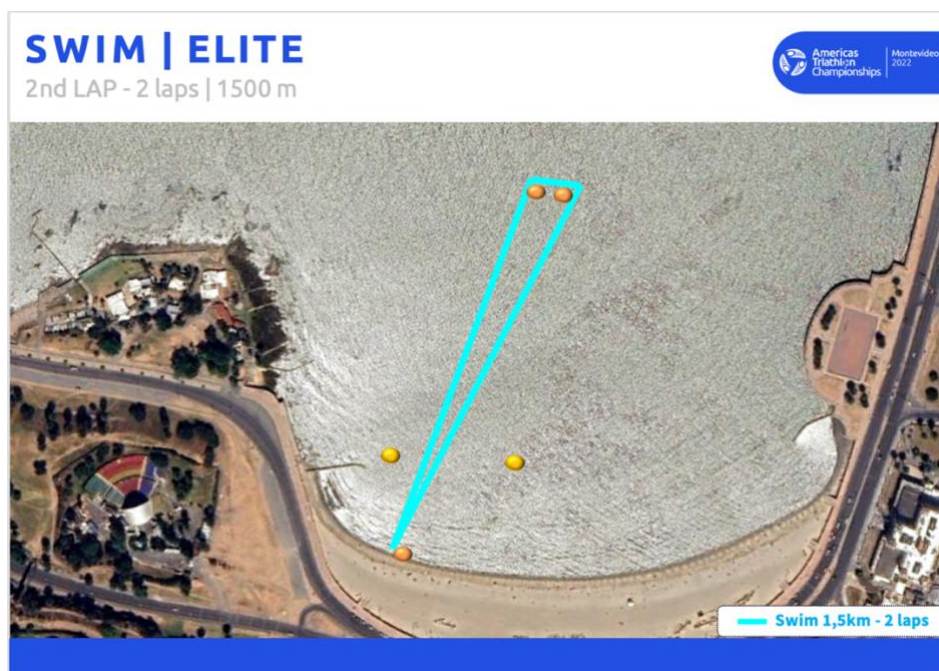 SWIM | ELITE
2nd LAP - 2 laps | 1500 m
Americas
Triathlon
Championships
Montevideo
2022
Swim 1,5km - 2 laps